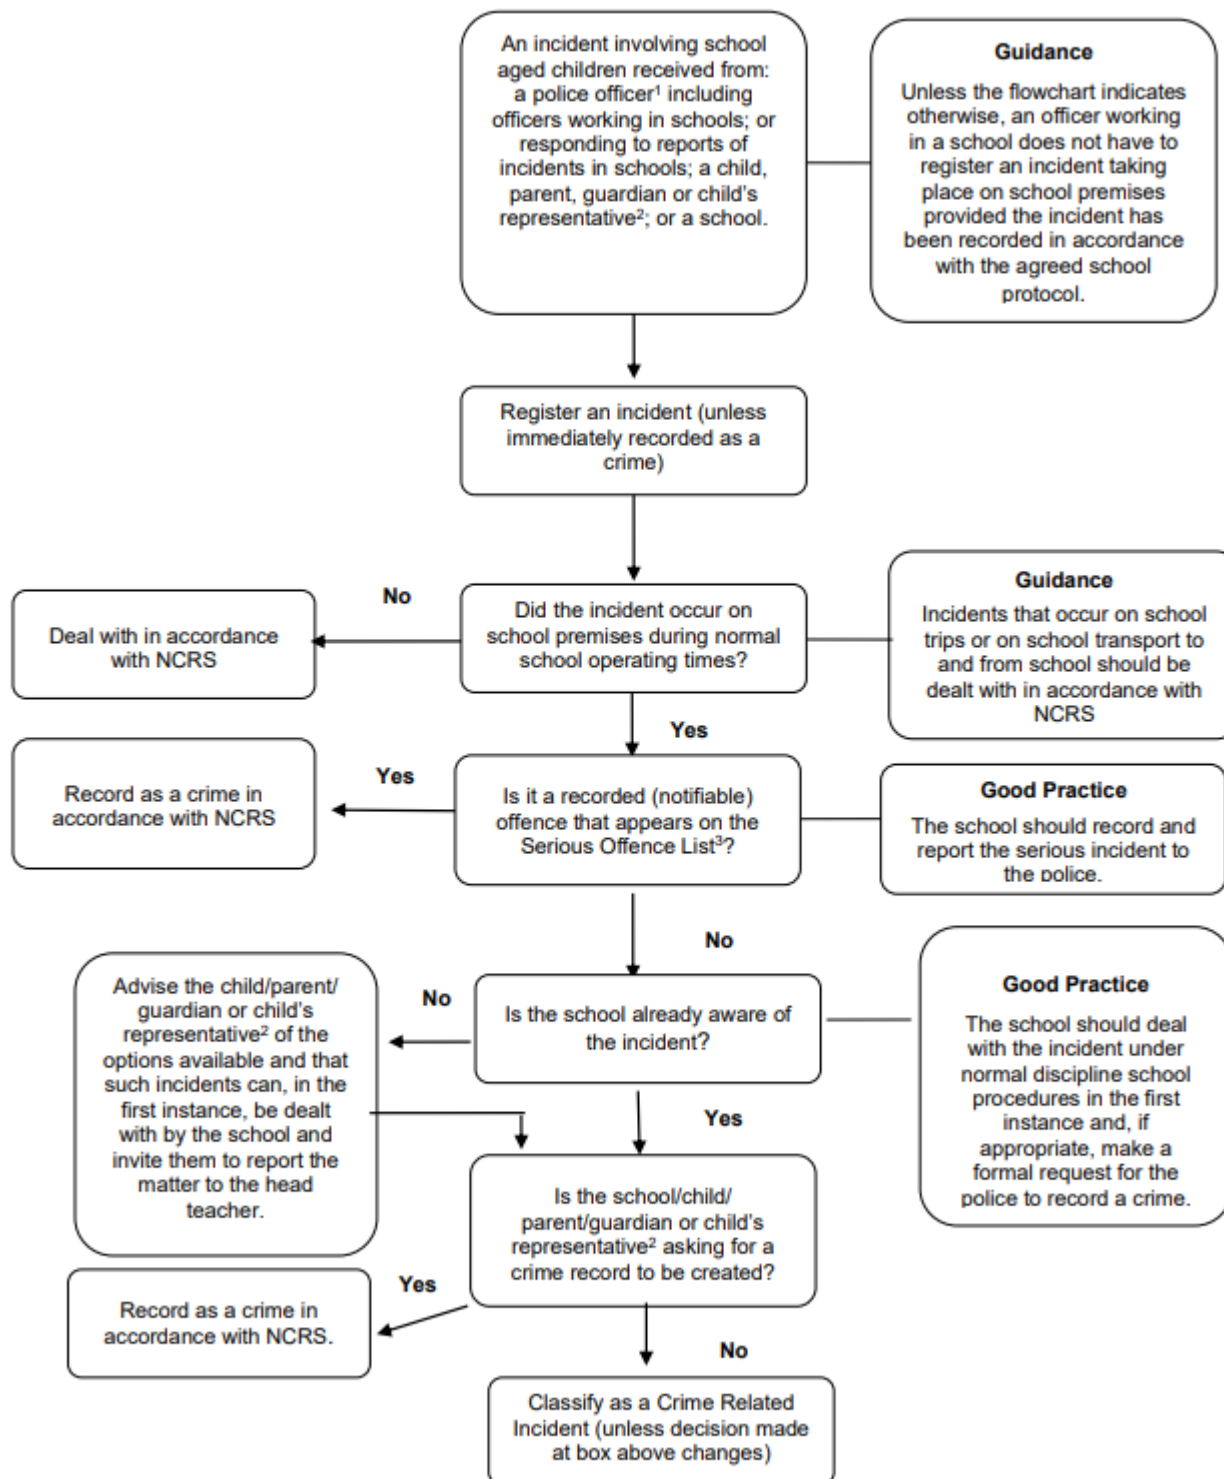 An incident involving school
aged children received from:
a police officer¹ including
officers working in schools; or
responding to reports of
incidents in schools; a child,
parent, guardian or child's
representative²; or a school.
Guidance
Unless the flowchart indicates
otherwise, an officer working
in a school does not have to
register an incident taking
place on school premises
provided the incident has
been recorded in accordance
with the agreed school
protocol.
Register an incident (unless
immediately recorded as a
crime)
Did the incident occur on
school premises during normal
school operating times?
No
Deal with in accordance
with NCRS
Guidance
Incidents that occur on school
trips or on school transport to
and from school should be
dealt with in accordance with
NCRS
Yes
Is it a recorded (notifiable)
offence that appears on the
Serious Offence List³?
Yes
Record as a crime in
accordance with NCRS
Good Practice
The school should record and
report the serious incident to
the police.
No
Is the school already aware of
the incident?
No
Advise the child/parent/
guardian or child's
representative² of the
options available and that
such incidents can, in the
first instance, be dealt
with by the school and
invite them to report the
matter to the head
teacher.
Good Practice
The school should deal
with the incident under
normal discipline school
procedures in the first
instance and, if
appropriate, make a
formal request for the
police to record a crime.
Yes
Is the school/child/
parent/guardian or child's
representative² asking for a
crime record to be created?
Yes
Record as a crime in
accordance with NCRS.
No
Classify as a Crime Related
Incident (unless decision made
at box above changes)